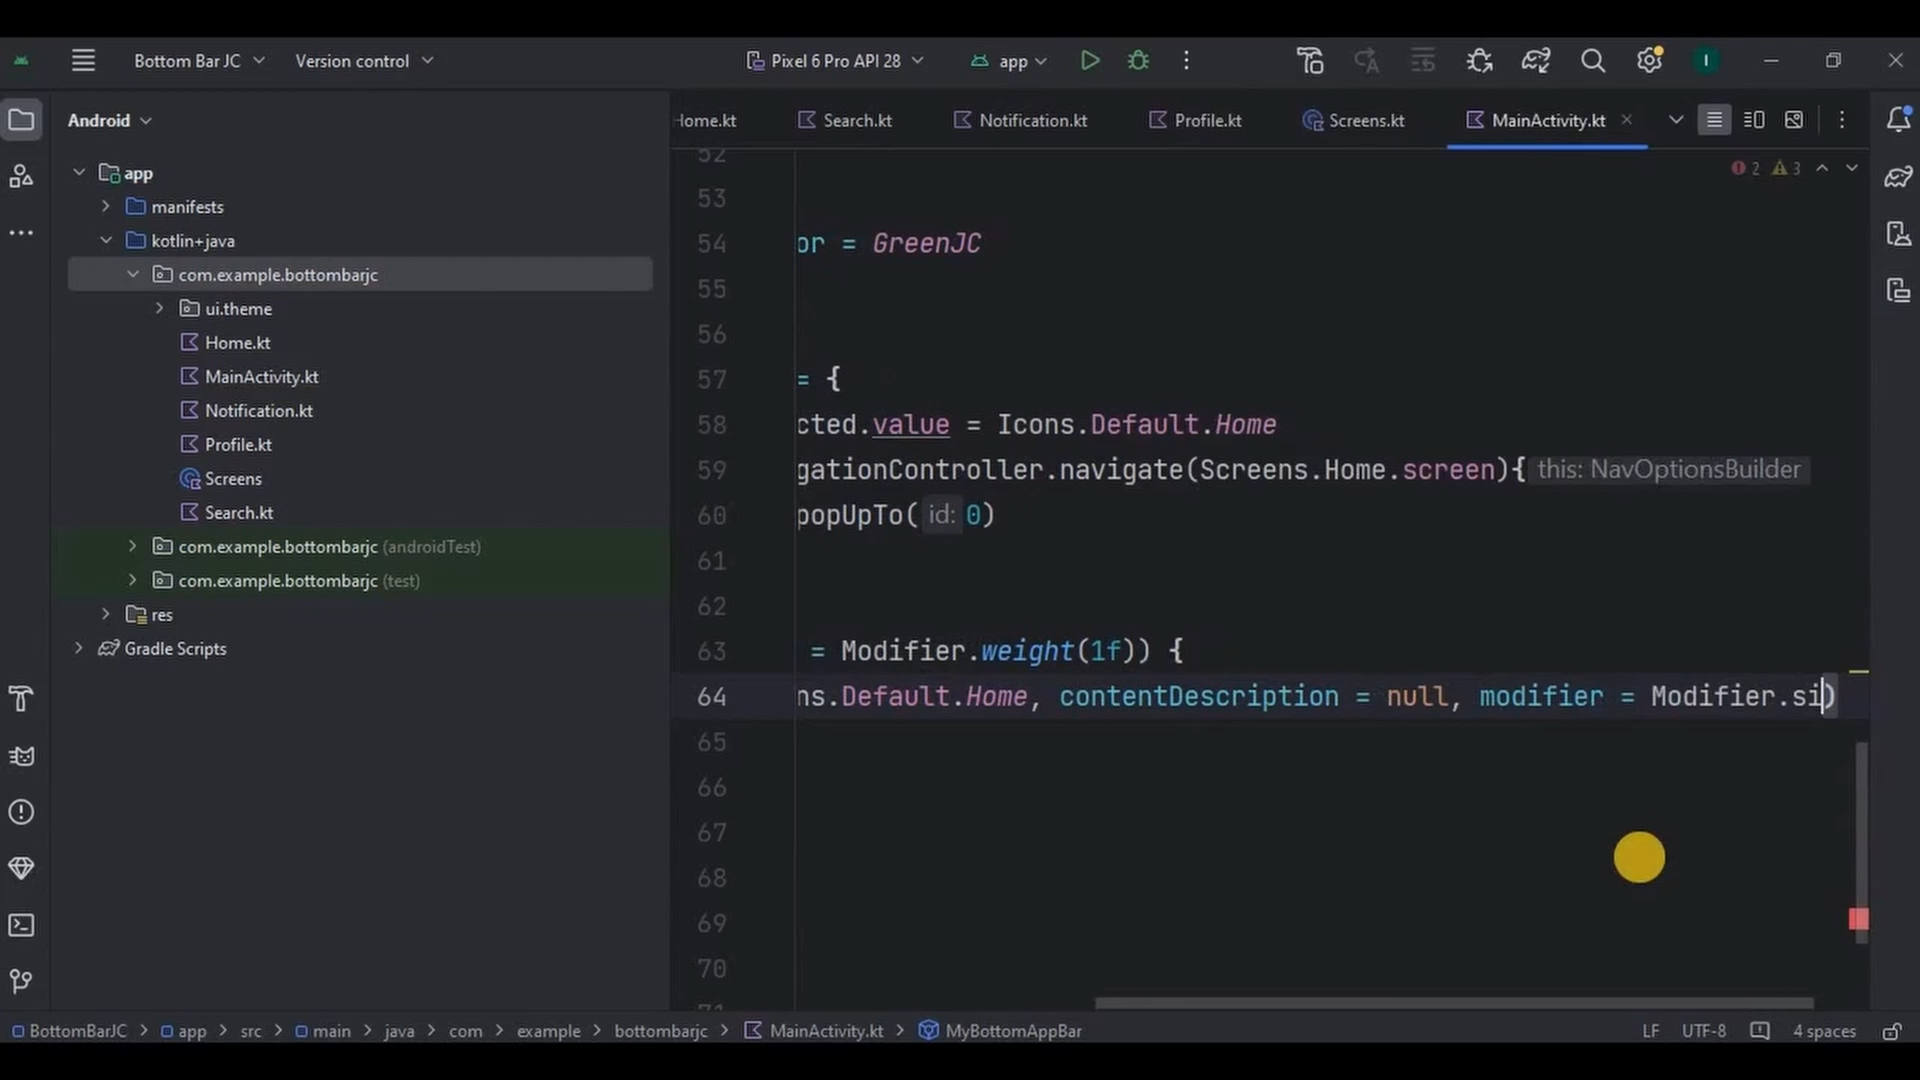 Bottom Bar JC
Version control
Pixel 6 Pro API 28
app
I
Android
Home.kt
Search.kt
Notification.kt
Profile.kt
Screens.kt
MainActivity.kt
app
manifests
kotlin+java
com.example.bottombarjc
ui.theme
Home.kt
MainActivity.kt
Notification.kt
Profile.kt
Screens
Search.kt
com.example.bottombarjc (androidTest)
com.example.bottombarjc (test)
res
Gradle Scripts
2 3
52
53
54 or = GreenJC
55
56
57 = {
58 cted.value = Icons.Default.Home
59 gationController.navigate(Screens.Home.screen){ this: NavOptionsBuilder
60 popUpTo( id: 0)
61
62
63 = Modifier.weight(1f)) {
64 ns.Default.Home, contentDescription = null, modifier = Modifier.si)
65
66
67
68
69
70
BottomBarJC > app > src > main > java > com > example > bottombarjc > MainActivity.kt > MyBottomAppBar
LF UTF-8 4 spaces